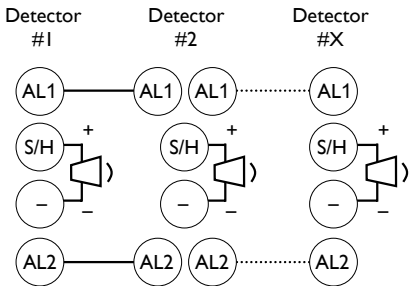 Detector Detector Detector
#1 #2 #X
AL1 AL1 AL1 AL1
+ + +
S/H S/H S/H
– – –
– – –
AL2 AL2 AL2 AL2